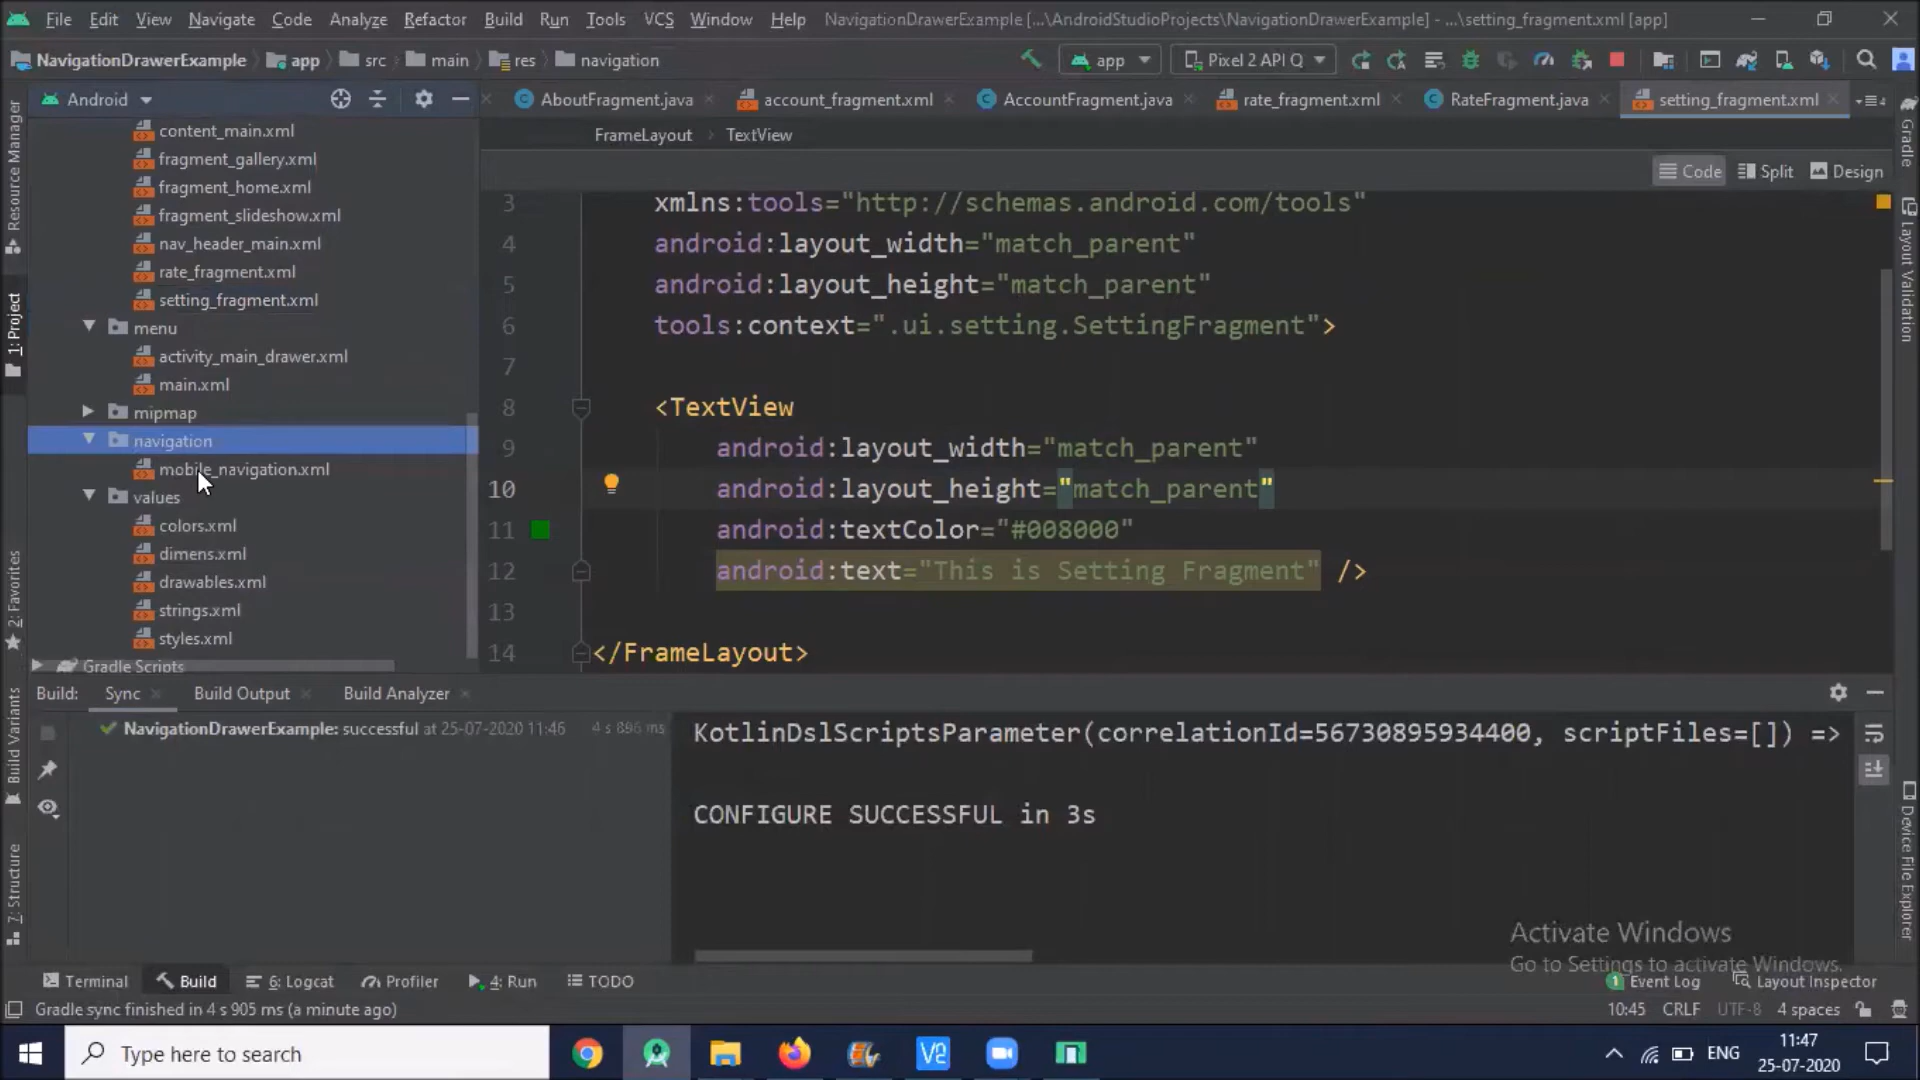 File Edit View Navigate Code Analyze Refactor Build Run Tools VCS Window Help NavigationDrawerExample [...\AndroidStudioProjects\NavigationDrawerExample] - ...\setting_fragment.xml [app]
NavigationDrawerExample app src main res navigation app Pixel 2 API Q
Android
AboutFragment.java account_fragment.xml AccountFragment.java rate_fragment.xml RateFragment.java setting_fragment.xml
FrameLayout TextView
Code Split Design
content_main.xml
fragment_gallery.xml
fragment_home.xml
fragment_slideshow.xml
nav_header_main.xml
rate_fragment.xml
setting_fragment.xml
menu
activity_main_drawer.xml
main.xml
mipmap
navigation
mobile_navigation.xml
values
colors.xml
dimens.xml
drawables.xml
strings.xml
styles.xml
Gradle Scripts
3 xmlns:tools="http://schemas.android.com/tools"
4 android:layout_width="match_parent"
5 android:layout_height="match_parent"
6 tools:context=".ui.setting.SettingFragment">
7
8 <TextView
9 android:layout_width="match_parent"
10 android:layout_height="match_parent"
11 android:textColor="#008000"
12 android:text="This is Setting Fragment" />
13
14 </FrameLayout>
Resource Manager
1: Project
2: Favorites
Build Variants
7: Structure
Gradle
Layout Validation
Device File Explorer
Build: Sync Build Output Build Analyzer
NavigationDrawerExample: successful at 25-07-2020 11:46 4 s 896 ms
KotlinDslScriptsParameter(correlationId=56730895934400, scriptFiles=[]) =>
CONFIGURE SUCCESSFUL in 3s
Activate Windows
Go to Settings to activate Windows.
Terminal Build 6: Logcat Profiler 4: Run TODO 1 Event Log Layout Inspector
Gradle sync finished in 4 s 905 ms (a minute ago) 10:45 CRLF UTF-8 4 spaces
Type here to search
V2
ENG
11:47
25-07-2020